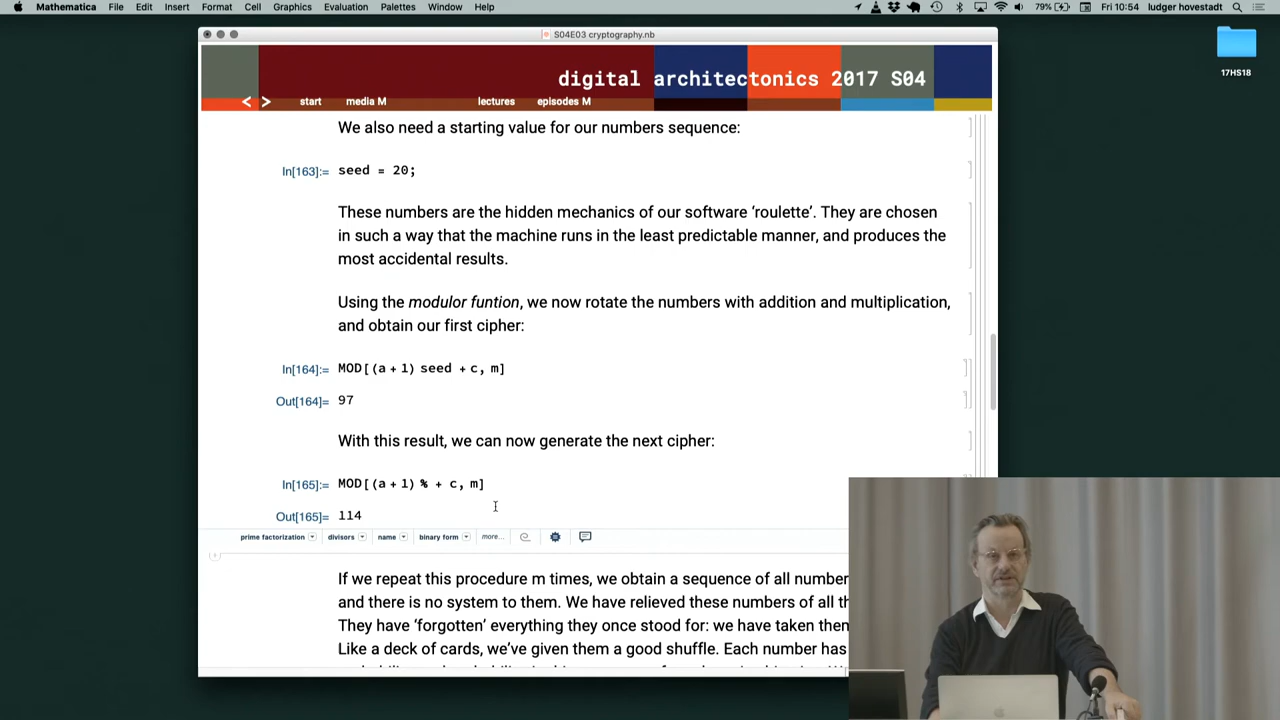 Mathematica File Edit Insert Format Cell Graphics Evaluation Palettes Window Help 79% Fri 10:54 ludger hovestadt
S04E03 cryptography.nb
17HS18
digital architectonics 2017 S04
< > start media M lectures episodes M
We also need a starting value for our numbers sequence:
In[163]:= seed = 20;
These numbers are the hidden mechanics of our software ‘roulette’. They are chosen
in such a way that the machine runs in the least predictable manner, and produces the
most accidental results.
Using the modulor funtion, we now rotate the numbers with addition and multiplication,
and obtain our first cipher:
In[164]:= MOD[(a + 1) seed + c, m]
Out[164]= 97
With this result, we can now generate the next cipher:
In[165]:= MOD[(a + 1) % + c, m]
Out[165]= 114
prime factorization divisors name binary form more...
If we repeat this procedure m times, we obtain a sequence of all number
and there is no system to them. We have relieved these numbers of all th
They have ‘forgotten’ everything they once stood for: we have taken then
Like a deck of cards, we’ve given them a good shuffle. Each number has